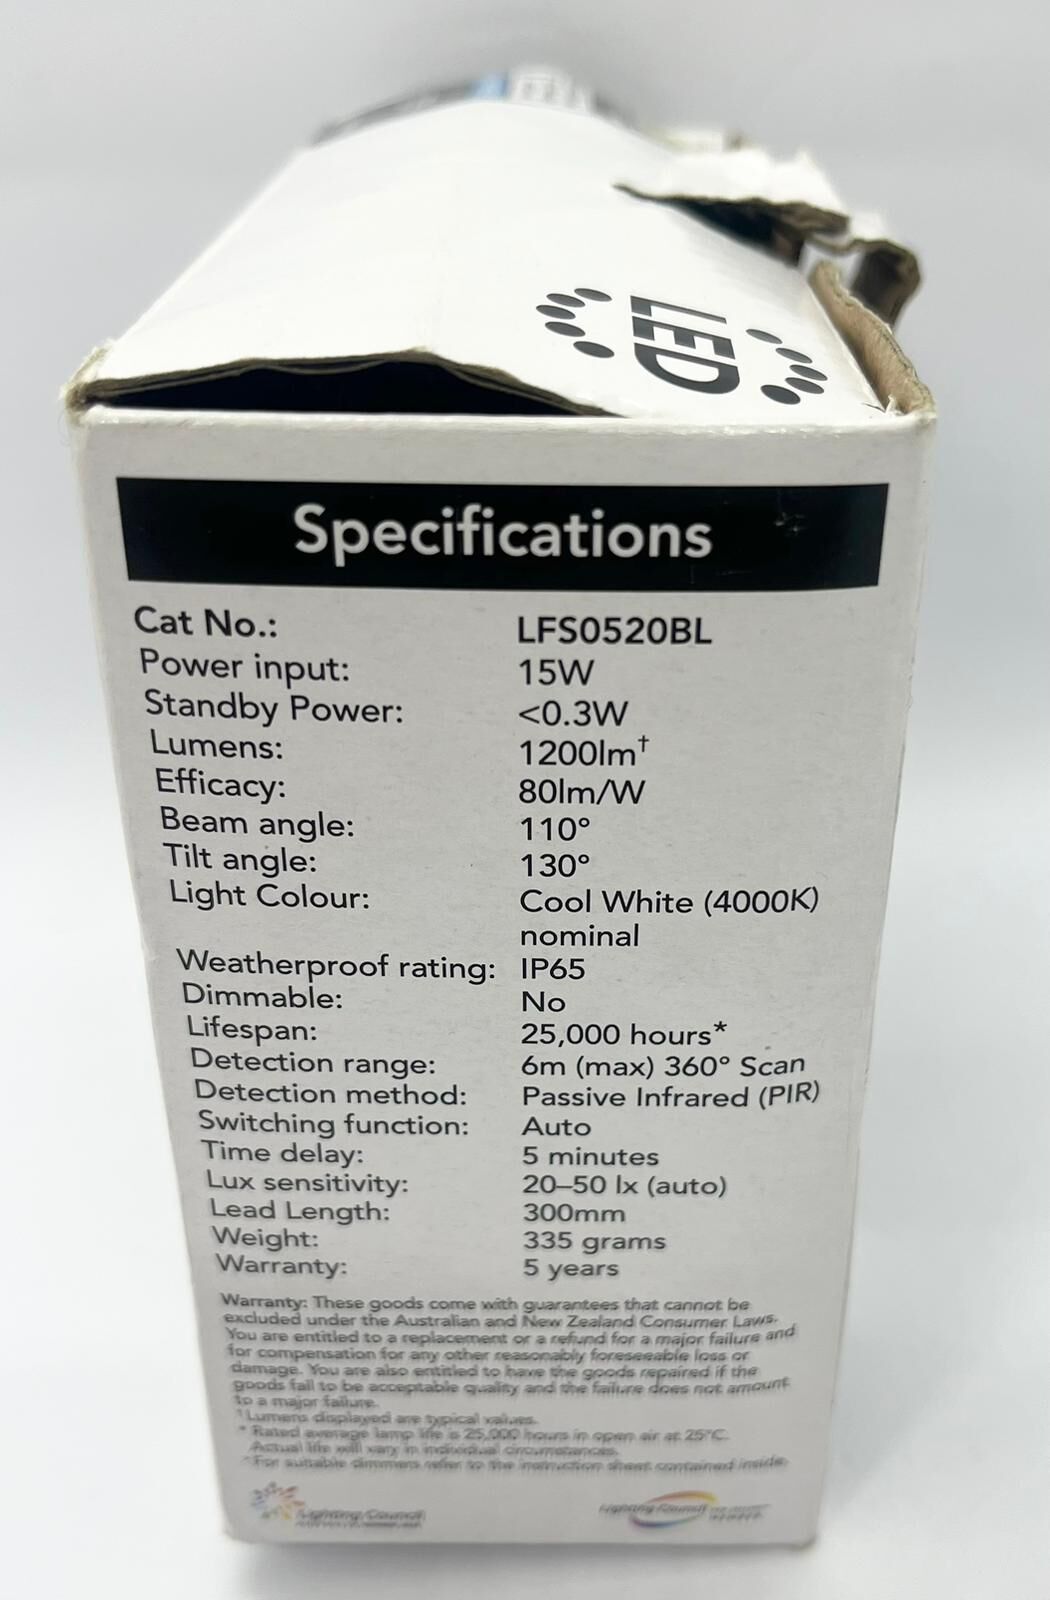 LED
Specifications
Cat No.: LFS0520BL
Power input: 15W
Standby Power: <0.3W
Lumens: 1200lm†
Efficacy: 80lm/W
Beam angle: 110°
Tilt angle: 130°
Light Colour: Cool White (4000K)
nominal
Weatherproof rating: IP65
Dimmable: No
Lifespan: 25,000 hours*
Detection range: 6m (max) 360° Scan
Detection method: Passive Infrared (PIR)
Switching function: Auto
Time delay: 5 minutes
Lux sensitivity: 20–50 lx (auto)
Lead Length: 300mm
Weight: 335 grams
Warranty: 5 years
Warranty: These goods come with guarantees that cannot be
excluded under the Australian and New Zealand Consumer Laws.
You are entitled to a replacement or a refund for a major failure and
for compensation for any other reasonably foreseeable loss or
damage. You are also entitled to have the goods repaired if the
goods fail to be acceptable quality and the failure does not amount
to a major failure.
†Lumens displayed are typical values.
* Rated average lamp life is 25,000 hours in open air at 25°C.
Actual life will vary in individual circumstances.
^For suitable dimmers refer to the instruction sheet contained inside.
Lighting Council
Lighting Council